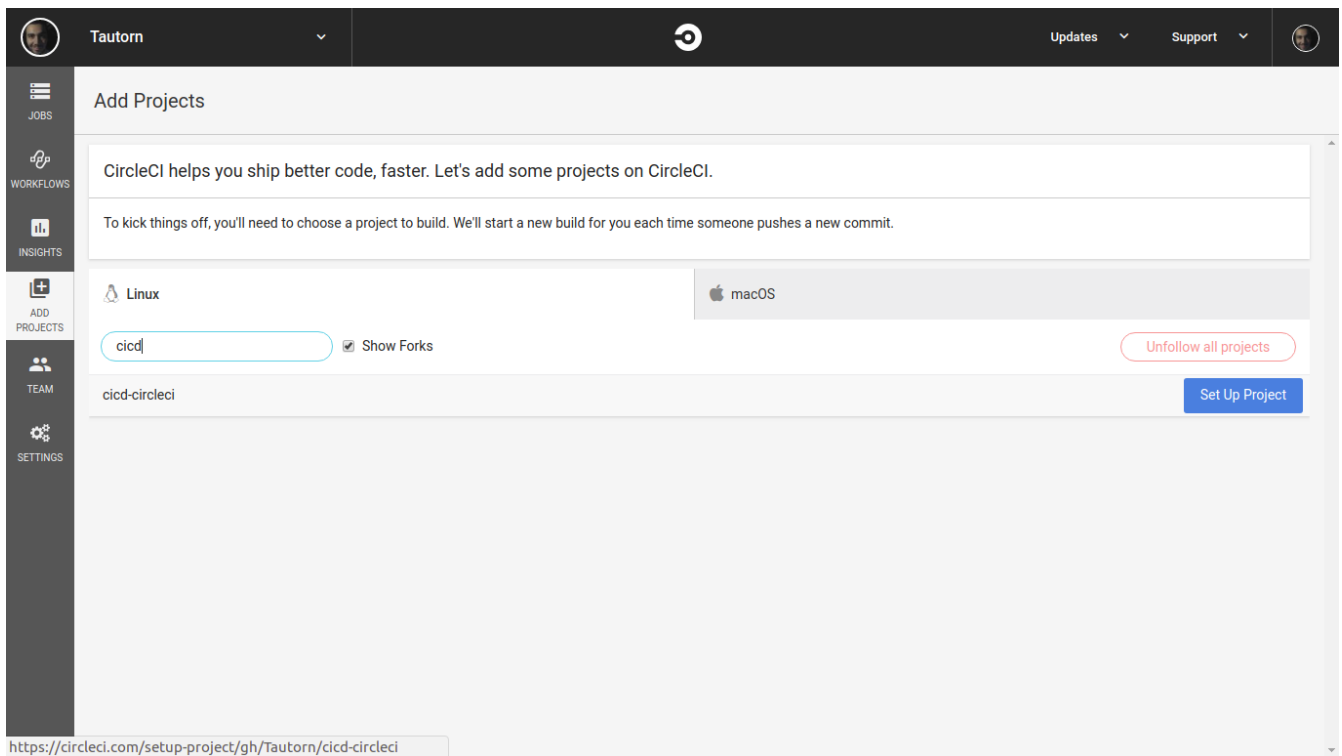 Tautorn
Updates
Support
JOBS
WORKFLOWS
INSIGHTS
ADD
PROJECTS
TEAM
SETTINGS
Add Projects
CircleCI helps you ship better code, faster. Let's add some projects on CircleCI.
To kick things off, you'll need to choose a project to build. We'll start a new build for you each time someone pushes a new commit.
Linux
macOS
cicd
Show Forks
Unfollow all projects
cicd-circleci
Set Up Project
https://circleci.com/setup-project/gh/Tautorn/cicd-circleci